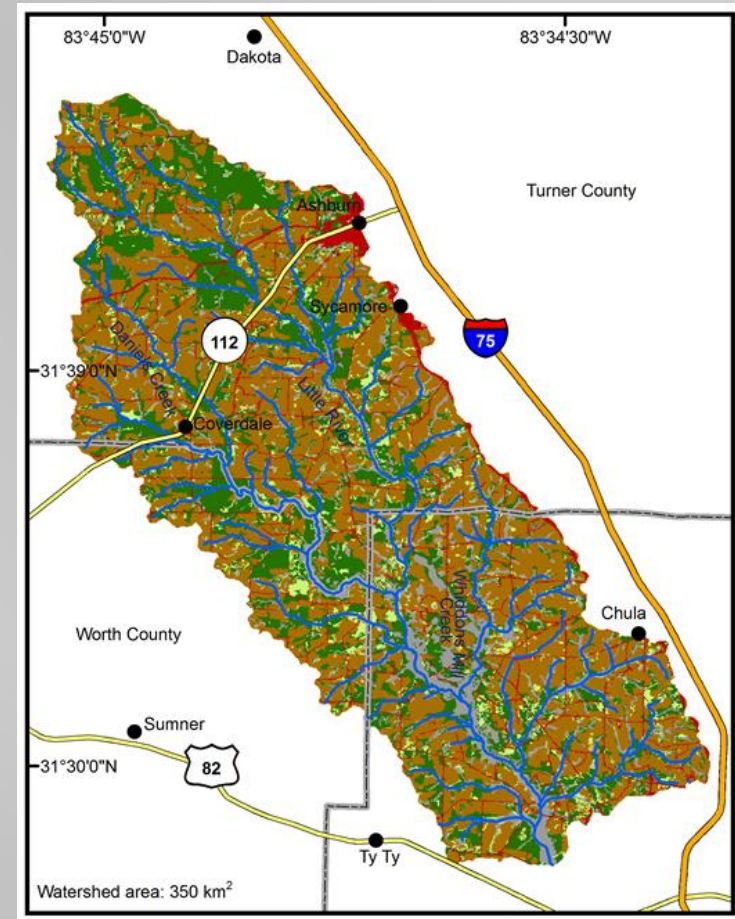 83°45'0"W
83°34'30"W
Dakota
Turner County
Ashburn
Sycamore
112
75
31°39'0"N
Daniels Creek
Little River
Coverdale
Whiddons Mill
Creek
Chula
Worth County
Sumner
82
31°30'0"N
Ty Ty
Watershed area: 350 km²